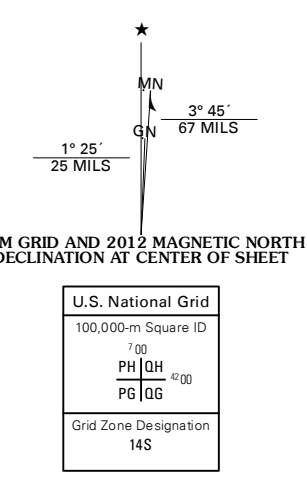 ★
MN
3° 45´
67 MILS
GN
1° 25´
25 MILS
M GRID AND 2012 MAGNETIC NORTH
DECLINATION AT CENTER OF SHEET
U.S. National Grid
100,000-m Square ID
7 00
PH QH
42 00
PG QG
Grid Zone Designation
14S